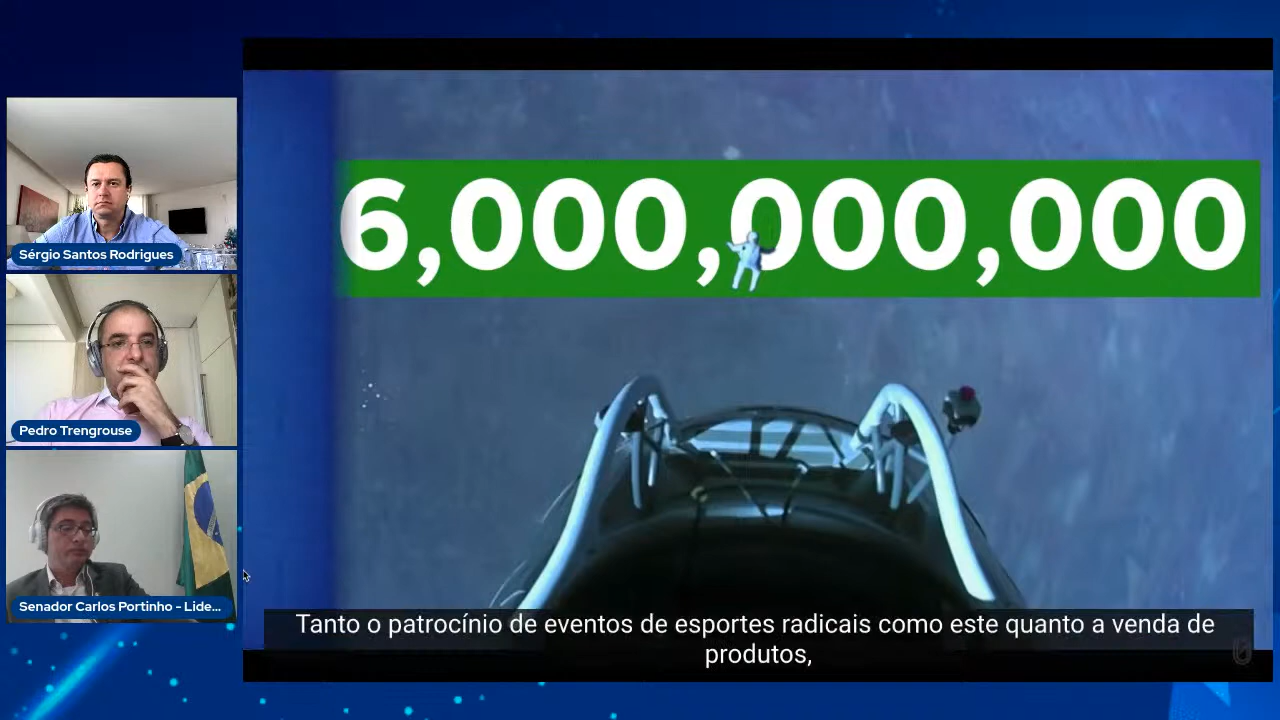 6,000,000,000
Sérgio Santos Rodrigues
Pedro Trengrouse
Senador Carlos Portinho - Lide...
Tanto o patrocínio de eventos de esportes radicais como este quanto a venda de
produtos,